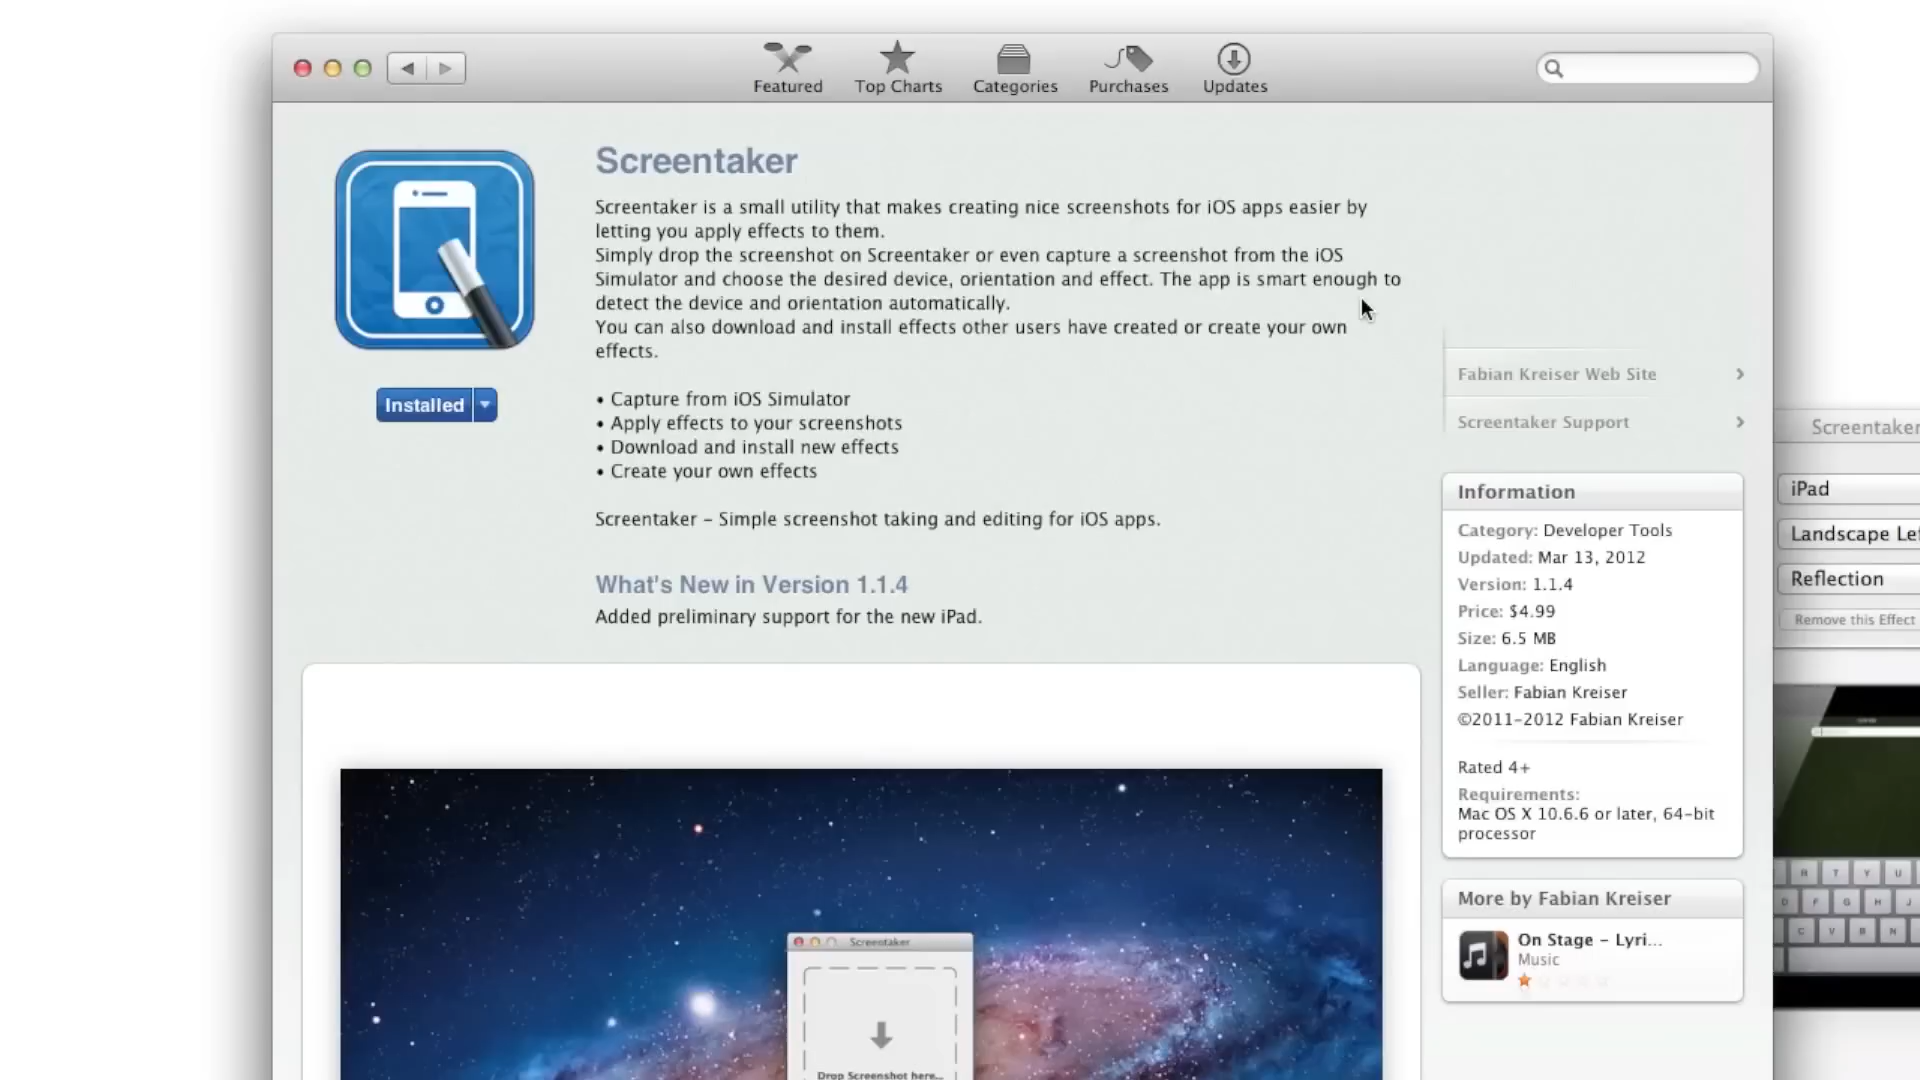 Featured
Top Charts
Categories
Purchases
Updates
Screentaker
Screentaker is a small utility that makes creating nice screenshots for iOS apps easier by
letting you apply effects to them.
Simply drop the screenshot on Screentaker or even capture a screenshot from the iOS
Simulator and choose the desired device, orientation and effect. The app is smart enough to
detect the device and orientation automatically.
You can also download and install effects other users have created or create your own
effects.
• Capture from iOS Simulator
• Apply effects to your screenshots
• Download and install new effects
• Create your own effects
Screentaker – Simple screenshot taking and editing for iOS apps.
What's New in Version 1.1.4
Added preliminary support for the new iPad.
Installed
Fabian Kreiser Web Site
Screentaker Support
Information
Category: Developer Tools
Updated: Mar 13, 2012
Version: 1.1.4
Price: $4.99
Size: 6.5 MB
Language: English
Seller: Fabian Kreiser
©2011–2012 Fabian Kreiser
Rated 4+
Requirements:
Mac OS X 10.6.6 or later, 64-bit
processor
More by Fabian Kreiser
On Stage – Lyri...
Music
Screentaker
Drop Screenshot here...
Screentaker
iPad
Landscape Lef
Reflection
Remove this Effect
R T Y U
D F G H J
C V B N